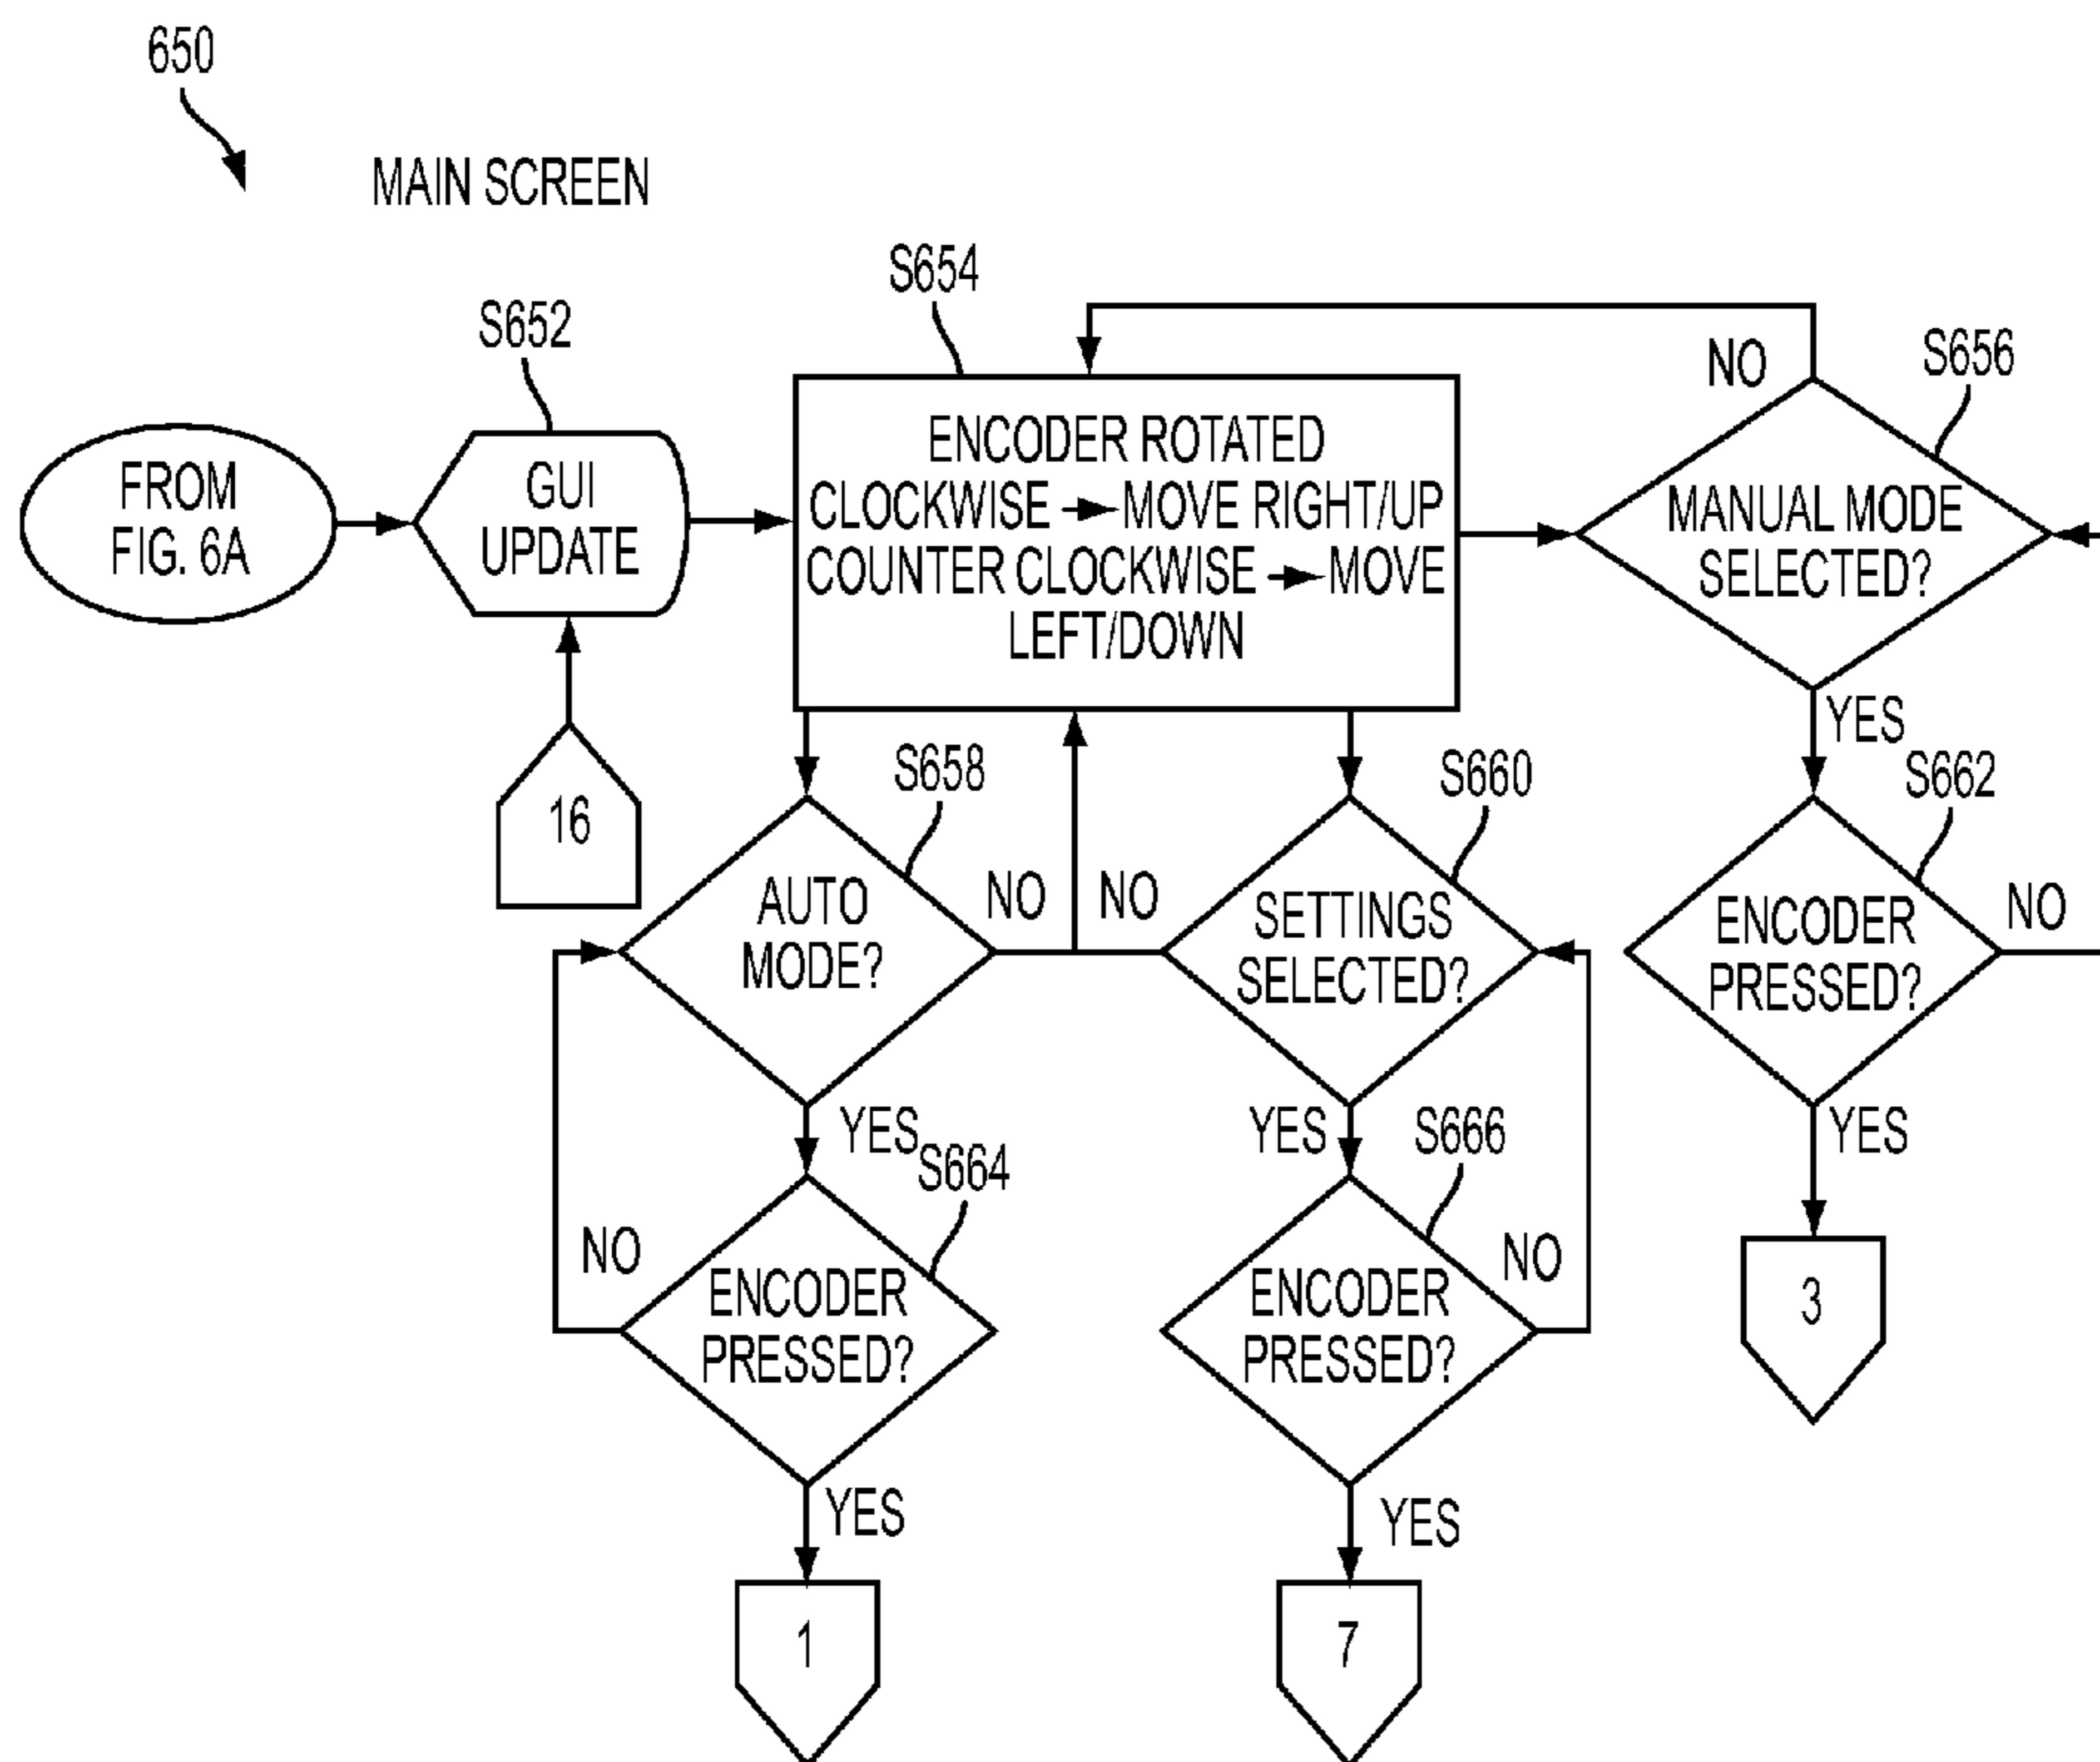 650
MAIN SCREEN
S654
S652
S656
NO
FROM
FIG. 6A
GUI
UPDATE
ENCODER ROTATED
CLOCKWISE → MOVE RIGHT/UP
COUNTER CLOCKWISE → MOVE
LEFT/DOWN
MANUAL MODE
SELECTED?
YES
16
S658
S660
S662
AUTO
MODE?
NO
NO
SETTINGS
SELECTED?
ENCODER
PRESSED?
NO
YES
S664
YES
S666
YES
NO
ENCODER
PRESSED?
ENCODER
PRESSED?
NO
3
YES
YES
1
7